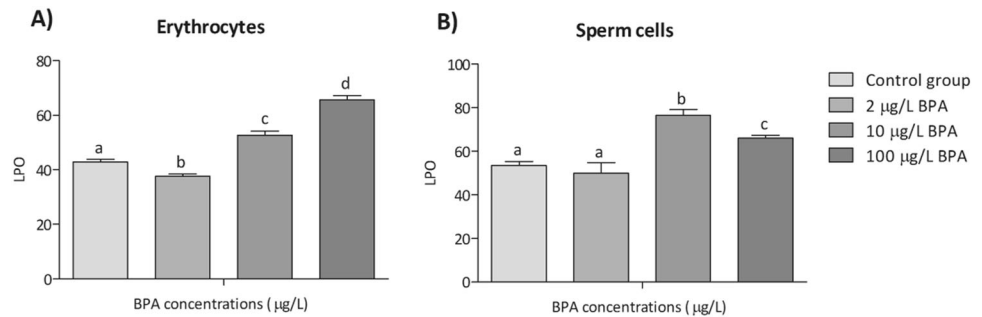 A)
Erythrocytes
80
60
40
20
0
LPO
a
b
c
d
BPA concentrations ( μg/L)
B)
Sperm cells
100
80
60
40
20
0
LPO
a
a
b
c
BPA concentrations ( μg/L)
Control group
2 μg/L BPA
10 μg/L BPA
100 μg/L BPA